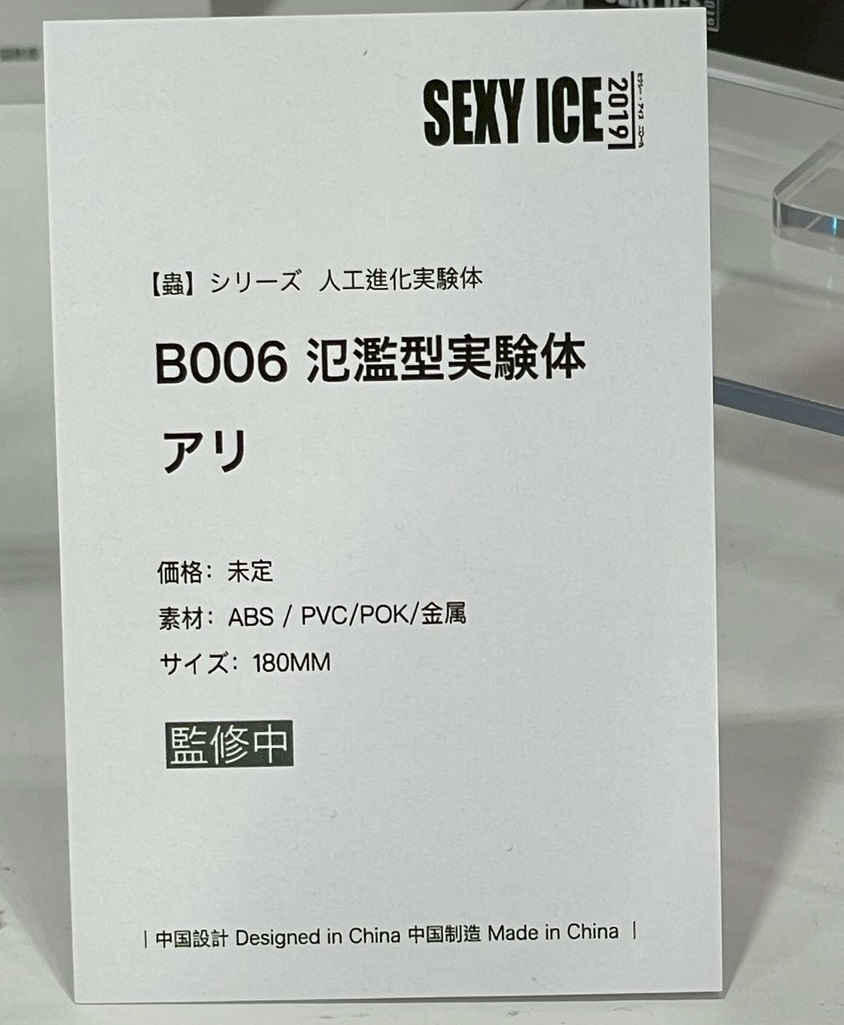 SEXY ICE 2019
【蟲】シリーズ 人工進化実験体
B006 氾濫型実験体
アリ
価格：未定
素材：ABS / PVC/POK/金属
サイズ：180MM
監修中
| 中国設計 Designed in China 中国制造 Made in China |